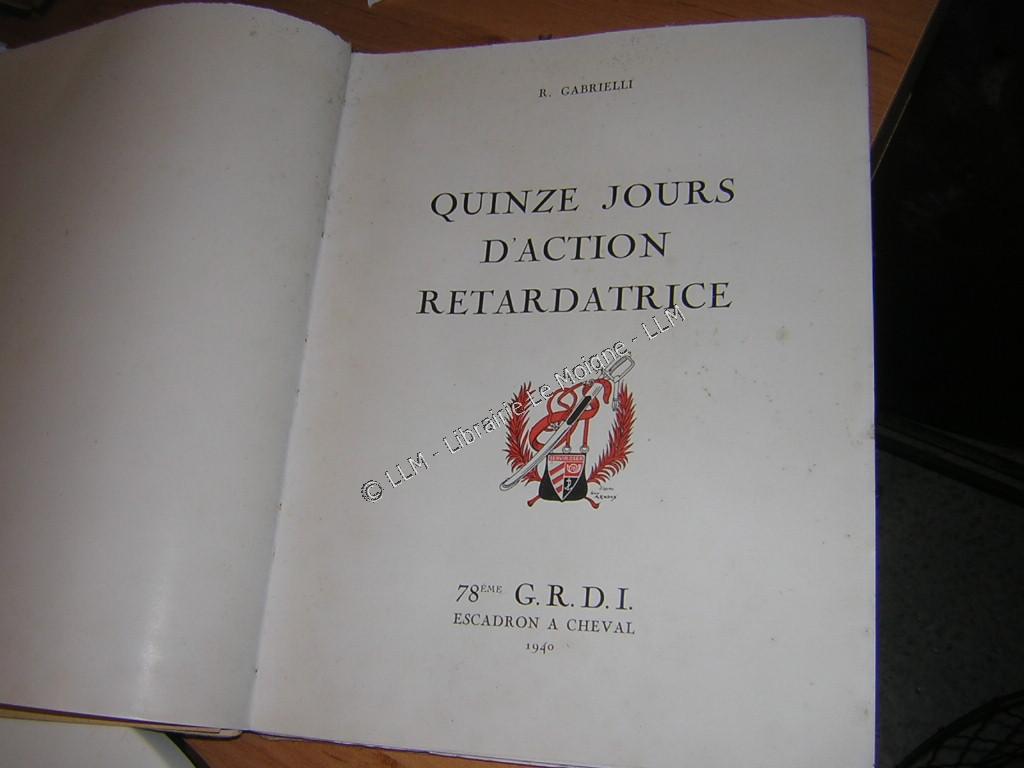 R. GABRIELLI
QUINZE JOURS
D'ACTION
RETARDATRICE
© LLM - Librairie Le Moigne - LLM
78ÈME G. R. D. I.
ESCADRON A CHEVAL
1940